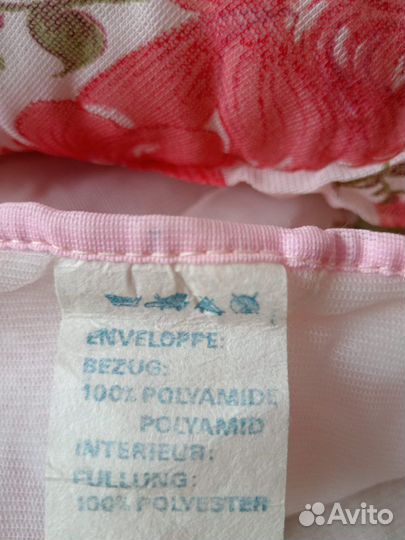 ENVELOPPE:
BEZUG:
100% POLYAMIDE
POLYAMID
INTERIEUR:
FULLUNG:
100% POLYESTER
Avito